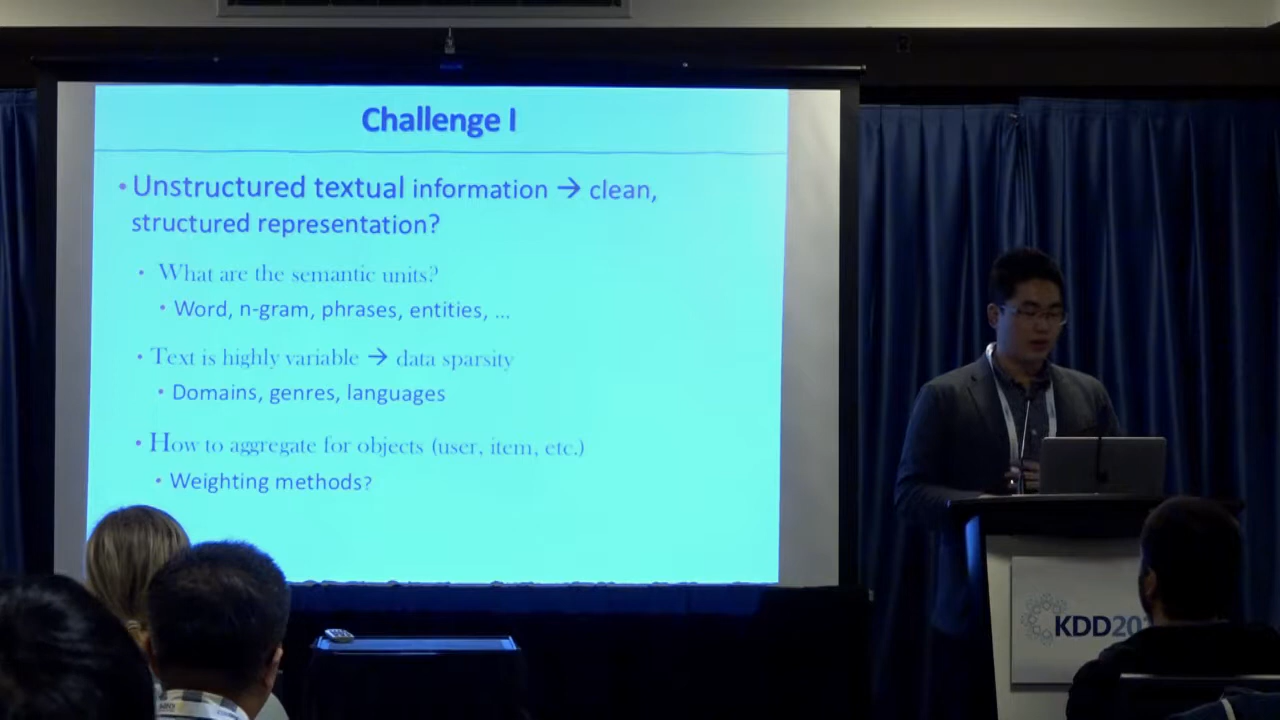 Challenge I
• Unstructured textual information → clean,
structured representation?
• What are the semantic units?
• Word, n-gram, phrases, entities, ...
• Text is highly variable → data sparsity
• Domains, genres, languages
• How to aggregate for objects (user, item, etc.)
• Weighting methods?
KDD20